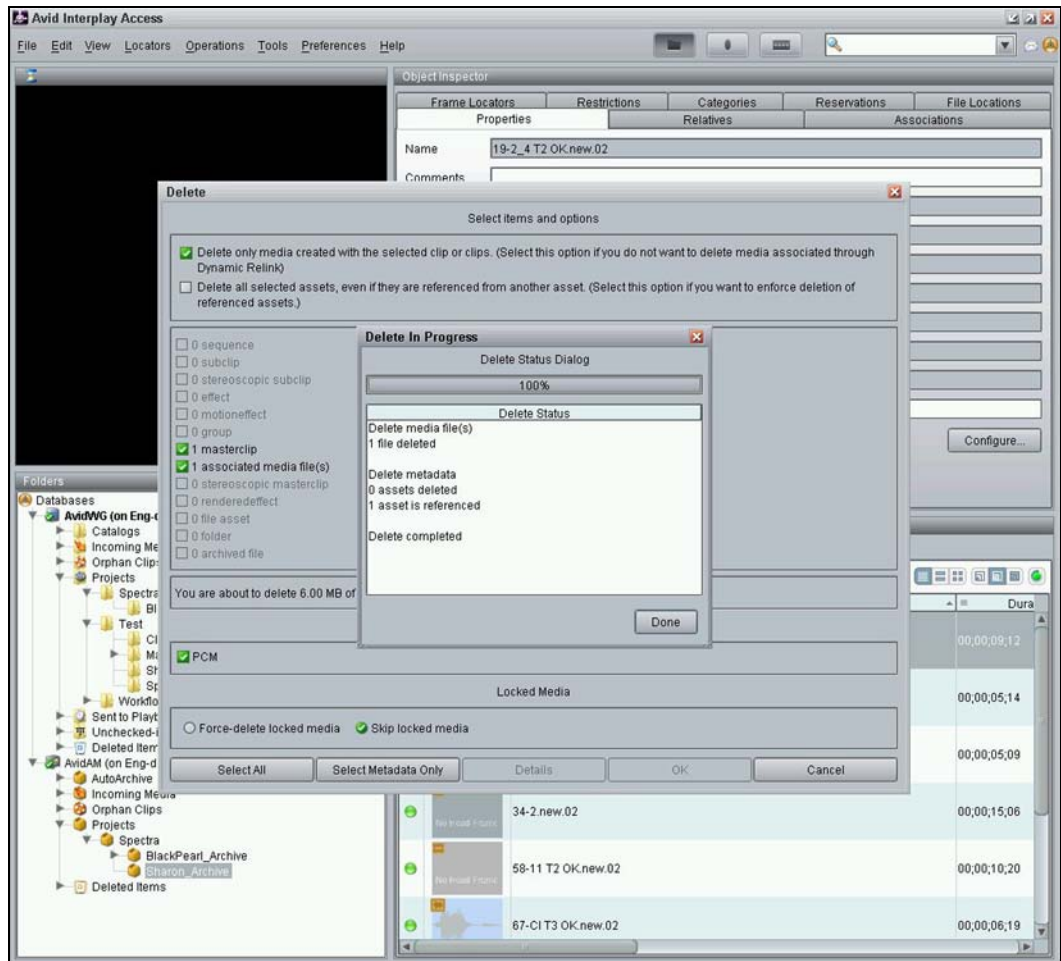 Avid Interplay Access
File Edit View Locators Operations Tools Preferences Help
Object Inspector
Frame Locators Restrictions Categories Reservations File Locations
Properties Relatives Associations
Name 19-2_4 T2 OK.new.02
Comments
Configure...
Delete
Select items and options
Delete only media created with the selected clip or clips. (Select this option if you do not want to delete media associated through
Dynamic Relink)
Delete all selected assets, even if they are referenced from another asset. (Select this option if you want to enforce deletion of
referenced assets.)
0 sequence
0 subclip
0 stereoscopic subclip
0 effect
0 motioneffect
0 group
1 masterclip
1 associated media file(s)
0 stereoscopic masterclip
0 renderedeffect
0 file asset
0 folder
0 archived file
You are about to delete 6.00 MB of
PCM
Locked Media
Force-delete locked media Skip locked media
Select All Select Metadata Only Details OK Cancel
Delete In Progress
Delete Status Dialog
100%
Delete Status
Delete media file(s)
1 file deleted
Delete metadata
0 assets deleted
1 asset is referenced
Delete completed
Done
Folders
Databases
AvidWG (on Eng-
Catalogs
Incoming Me
Orphan Clip
Projects
Spectra
Bl
Test
Cl
Ma
Sh
Sp
Workflo
Sent to Playb
Unchecked-i
Deleted Item
AvidAM (on Eng-d
AutoArchive
Incoming Media
Orphan Clips
Projects
Spectra
BlackPearl_Archive
Sharon_Archive
Deleted Items
Dura
00;00;09;12
00;00;05;14
00;00;05;09
34-2.new.02 00;00;15;06
58-11 T2 OK.new.02 00;00;10;20
67-CI T3 OK.new.02 00;00;06;19